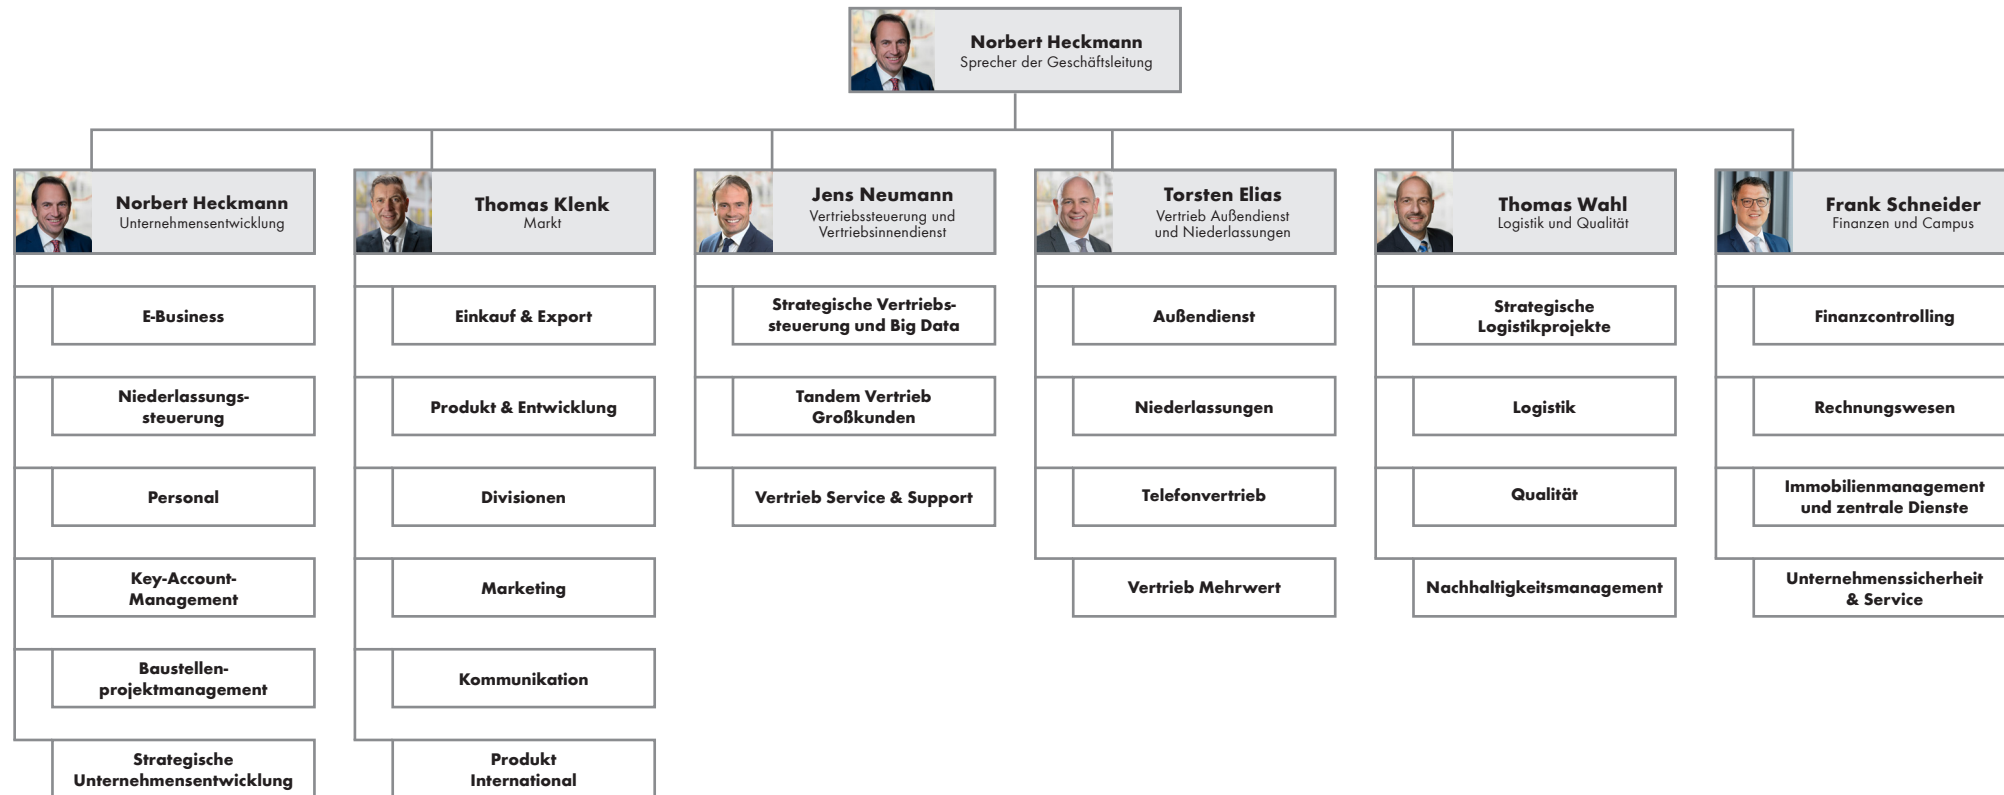 Norbert Heckmann
Sprecher der Geschäftsleitung
Norbert Heckmann
Unternehmensentwicklung
E-Business
Niederlassungs-
steuerung
Personal
Key-Account-
Management
Baustellen-
projektmanagement
Strategische
Unternehmensentwicklung
Thomas Klenk
Markt
Einkauf & Export
Produkt & Entwicklung
Divisionen
Marketing
Kommunikation
Produkt
International
Jens Neumann
Vertriebssteuerung und
Vertriebsinnendienst
Strategische Vertriebs-
steuerung und Big Data
Tandem Vertrieb
Großkunden
Vertrieb Service & Support
Torsten Elias
Vertrieb Außendienst
und Niederlassungen
Außendienst
Niederlassungen
Telefonvertrieb
Vertrieb Mehrwert
Thomas Wahl
Logistik und Qualität
Strategische
Logistikprojekte
Logistik
Qualität
Nachhaltigkeitsmanagement
Frank Schneider
Finanzen und Campus
Finanzcontrolling
Rechnungswesen
Immobilienmanagement
und zentrale Dienste
Unternehmenssicherheit
& Service